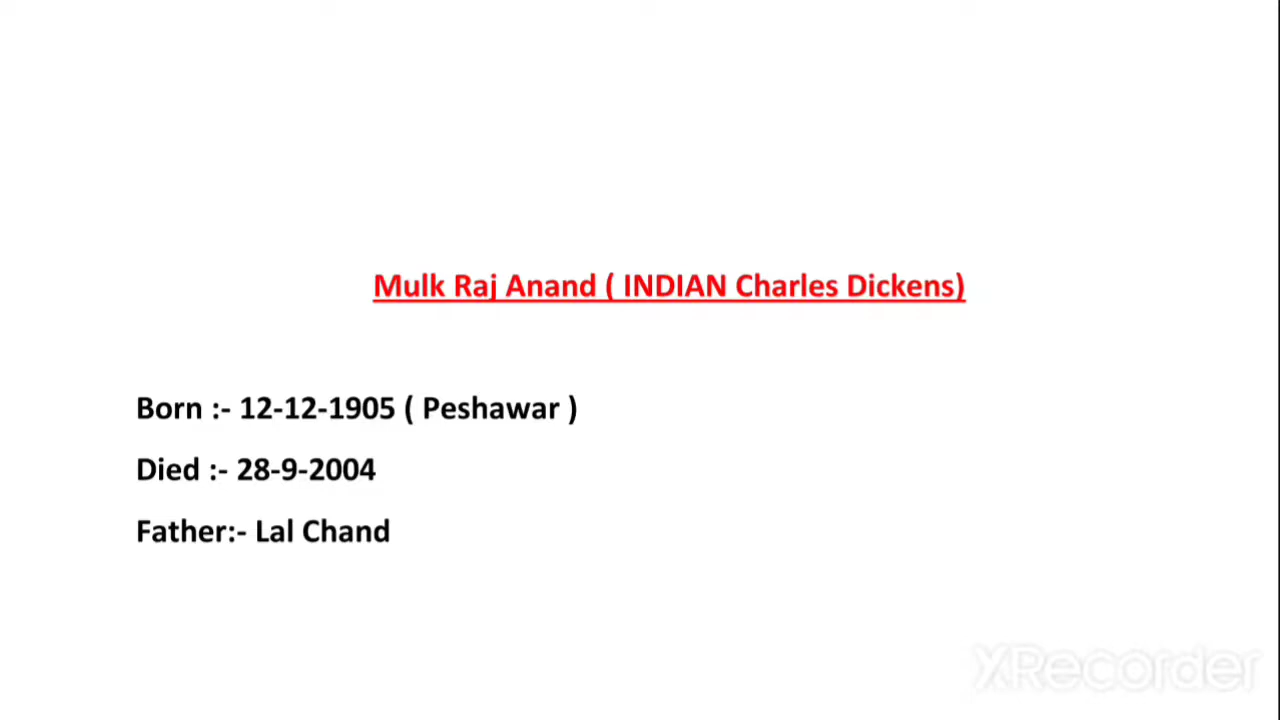 Mulk Raj Anand ( INDIAN Charles Dickens)
Born :- 12-12-1905 ( Peshawar )
Died :- 28-9-2004
Father:- Lal Chand
XRecorder